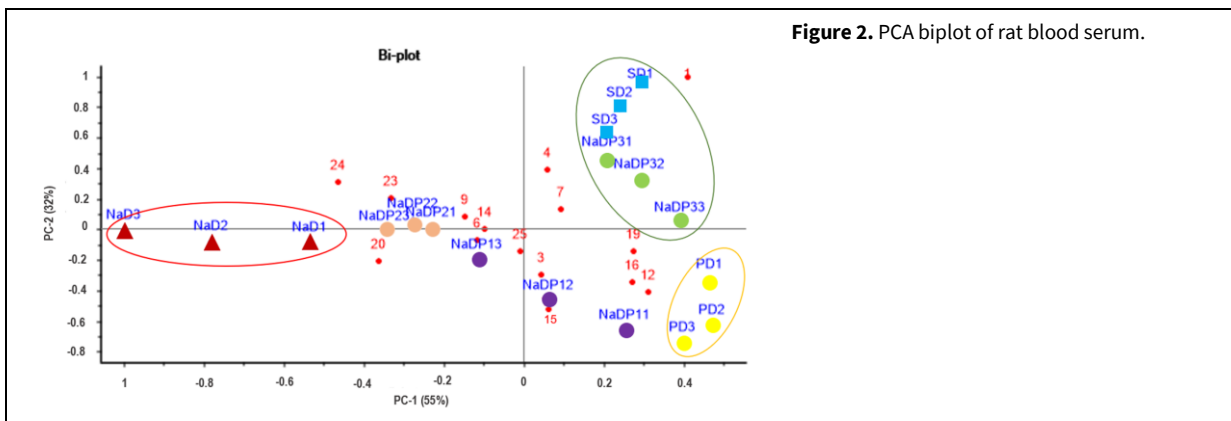 Figure 2. PCA biplot of rat blood serum.
Bi-plot
PC-2 (32%)
1
0.8
0.6
0.4
0.2
0
-0.2
-0.4
-0.6
-0.8
SD1
1
SD2
SD3
4
NaDP31
24
23
NaDP32
7
NaDP22
9
NaDP33
NaD3
NaDP23
NaDP21
14
NaD2
NaD1
6
25
19
20
NaDP13
3
16
12
PD1
NaDP12
15
NaDP11
PD2
PD3
1
-0.8
-0.6
-0.4
-0.2
0
0.2
0.4
PC-1 (55%)